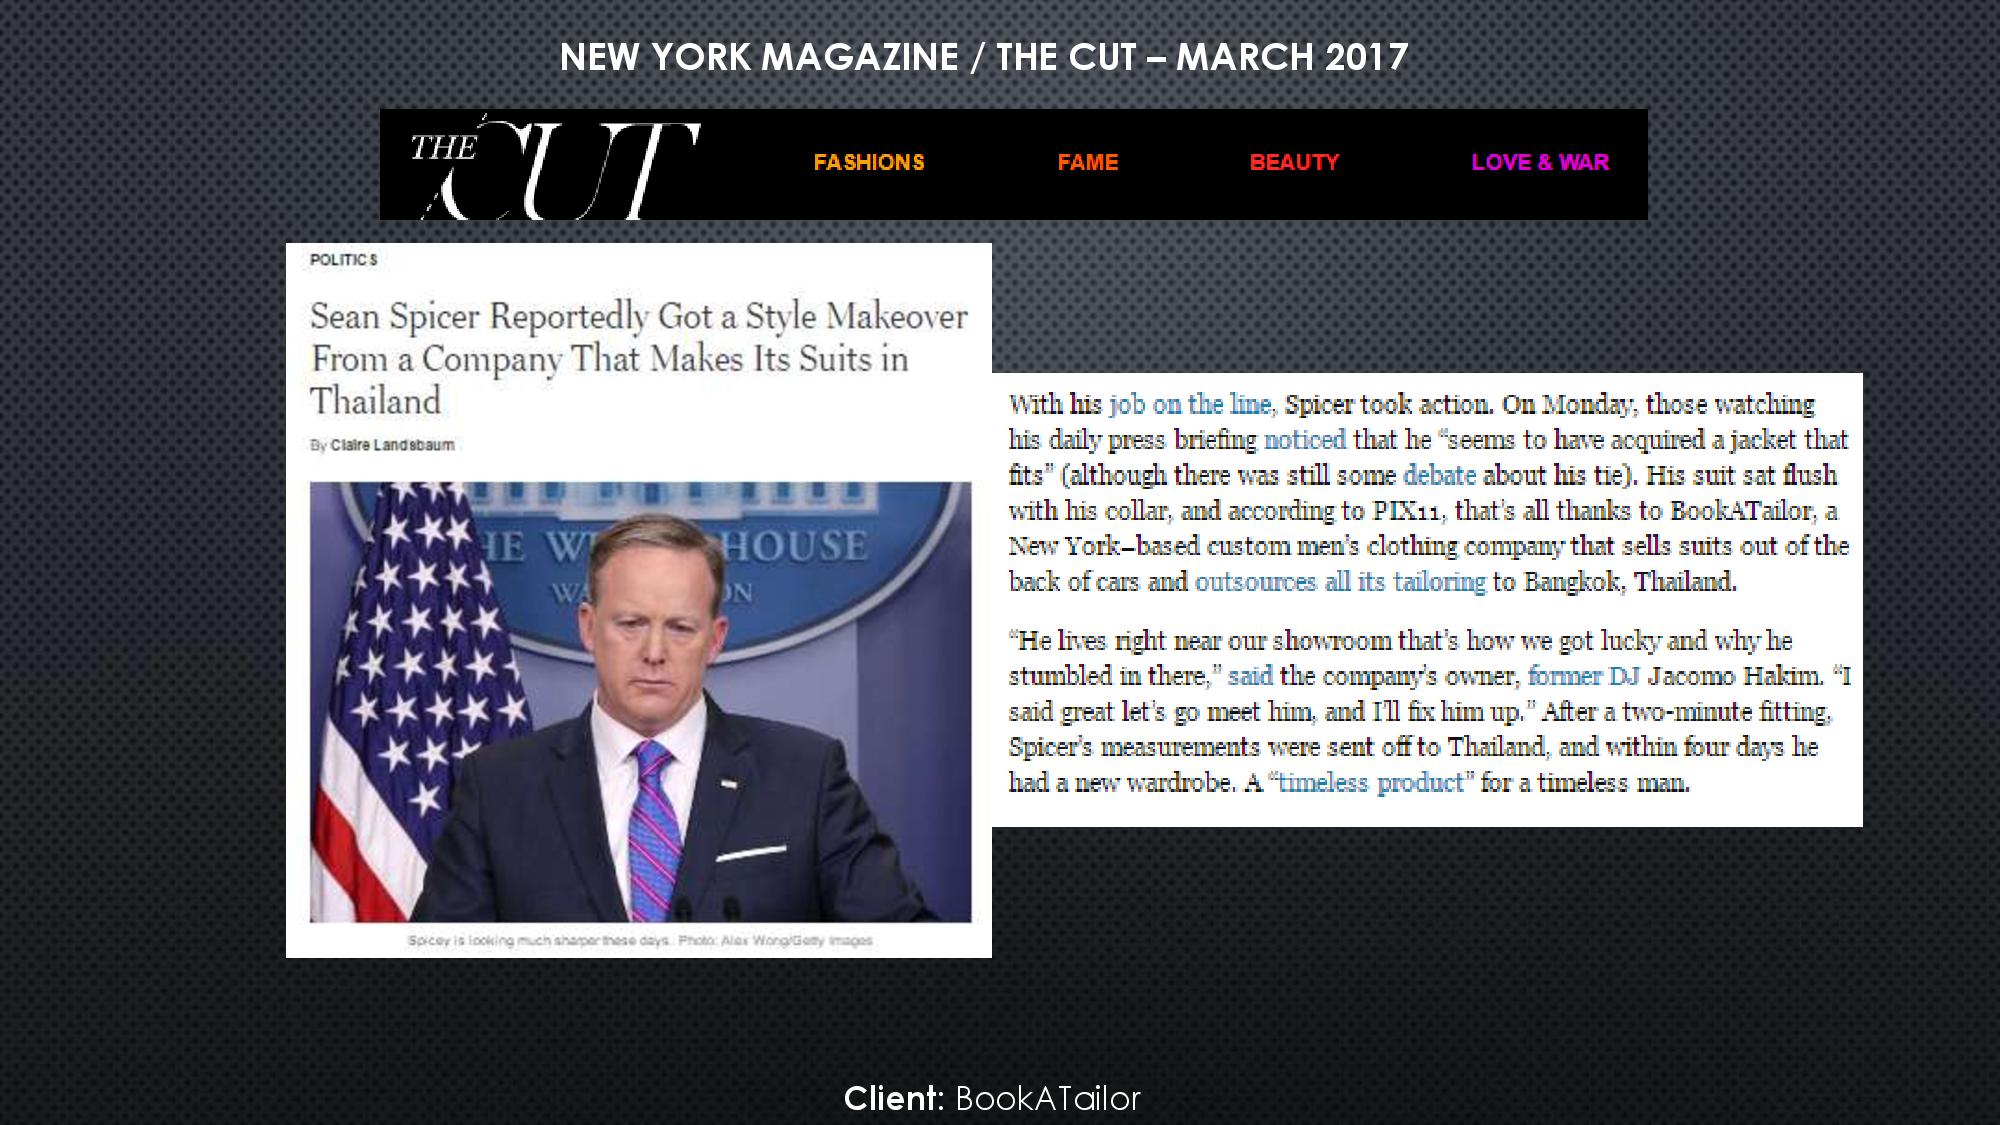 NEW YORK MAGAZINE / THE CUT – MARCH 2017
THE CUT
FASHIONS FAME BEAUTY LOVE & WAR
POLITICS
Sean Spicer Reportedly Got a Style Makeover
From a Company That Makes Its Suits in
Thailand
By Claire Landsbaum
HE W HOUSE
WA ON
Spicey is looking much sharper these days. Photo: Alex Wong/Getty Images
With his job on the line, Spicer took action. On Monday, those watching
his daily press briefing noticed that he “seems to have acquired a jacket that
fits” (although there was still some debate about his tie). His suit sat flush
with his collar, and according to PIX11, that’s all thanks to BookATailor, a
New York–based custom men’s clothing company that sells suits out of the
back of cars and outsources all its tailoring to Bangkok, Thailand.
“He lives right near our showroom that’s how we got lucky and why he
stumbled in there,” said the company’s owner, former DJ Jacomo Hakim. “I
said great let’s go meet him, and I’ll fix him up.” After a two-minute fitting,
Spicer’s measurements were sent off to Thailand, and within four days he
had a new wardrobe. A “timeless product” for a timeless man.
Client: BookATailor